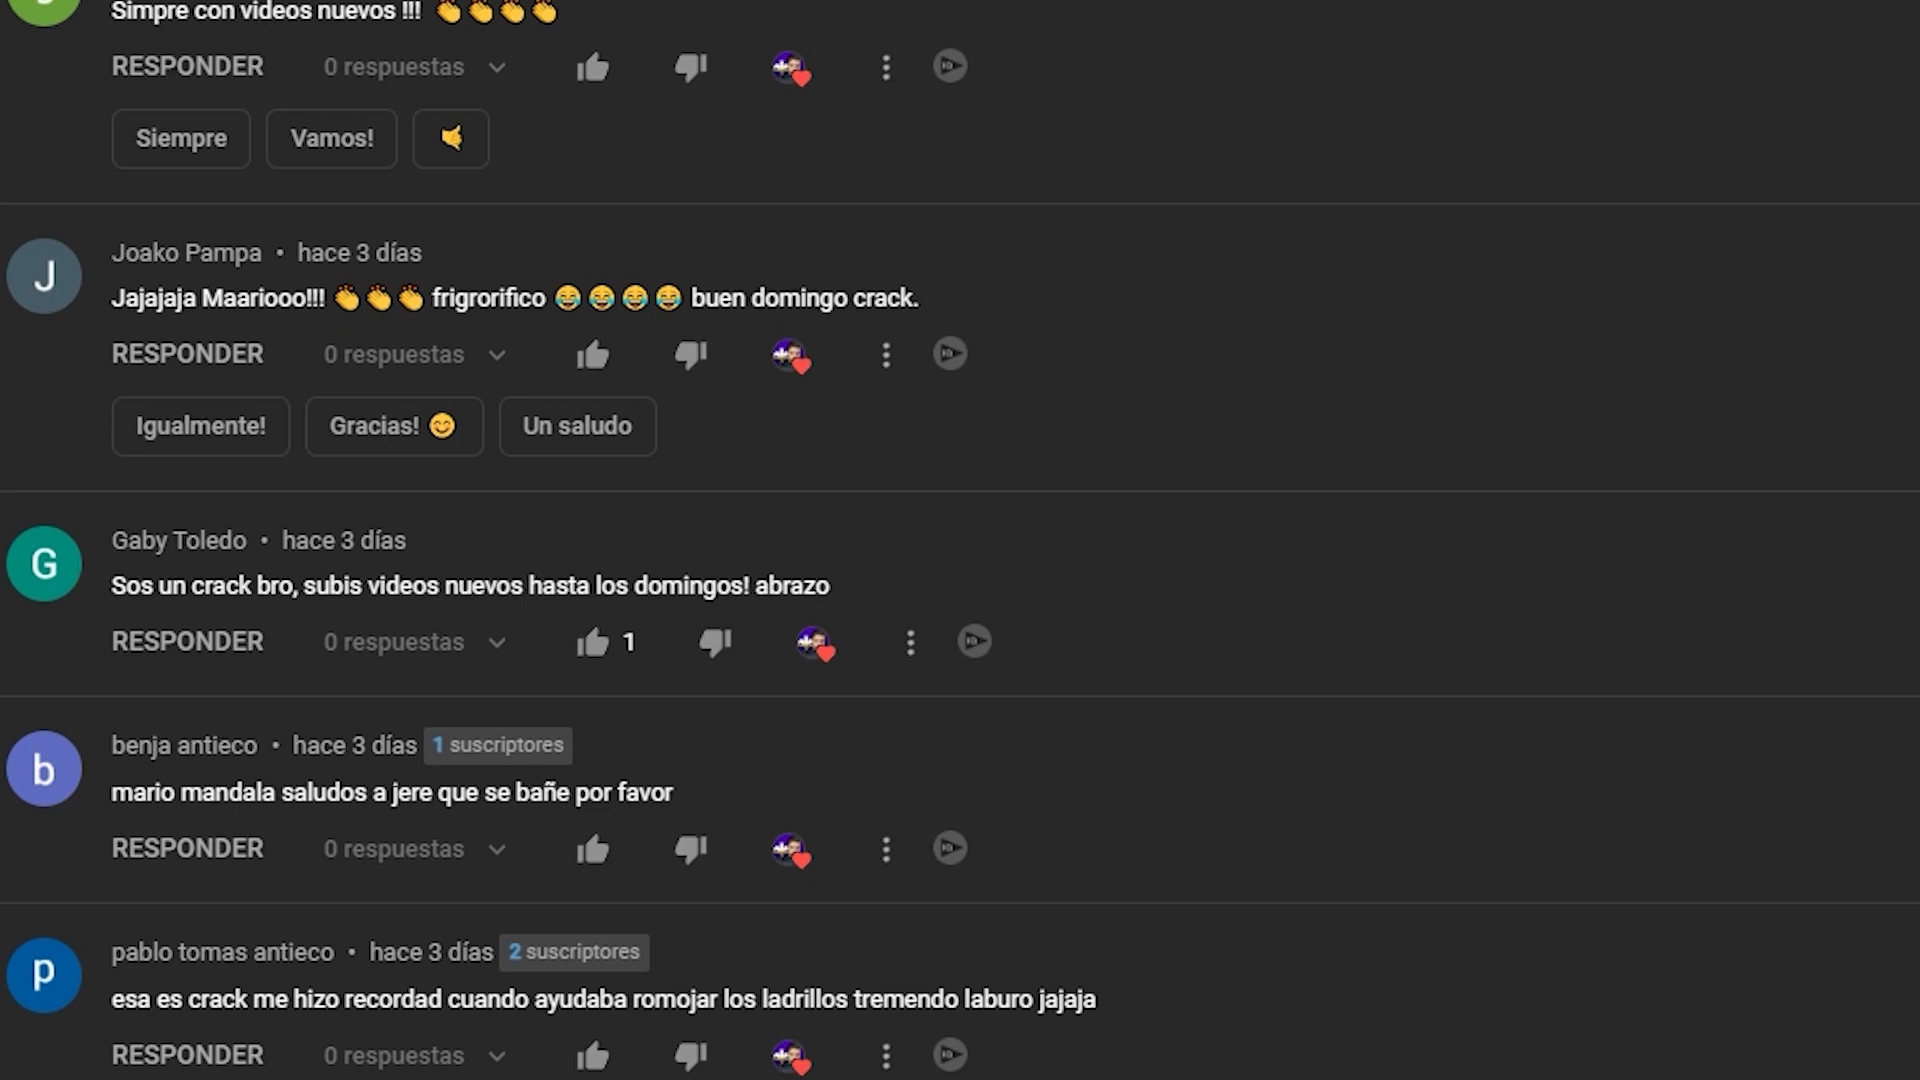 Simpre con videos nuevos !!! 👏👏👏👏
RESPONDER 0 respuestas
Siempre Vamos! 🤙
J Joako Pampa • hace 3 días
Jajajaja Maariooo!!! 👏👏👏 frigrorifico 😂😂😂😂 buen domingo crack.
RESPONDER 0 respuestas
Igualmente! Gracias! 😊 Un saludo
G Gaby Toledo • hace 3 días
Sos un crack bro, subis videos nuevos hasta los domingos! abrazo
RESPONDER 0 respuestas 1
b benja antieco • hace 3 días 1 suscriptores
mario mandala saludos a jere que se bañe por favor
RESPONDER 0 respuestas
p pablo tomas antieco • hace 3 días 2 suscriptores
esa es crack me hizo recordad cuando ayudaba romojar los ladrillos tremendo laburo jajaja
RESPONDER 0 respuestas